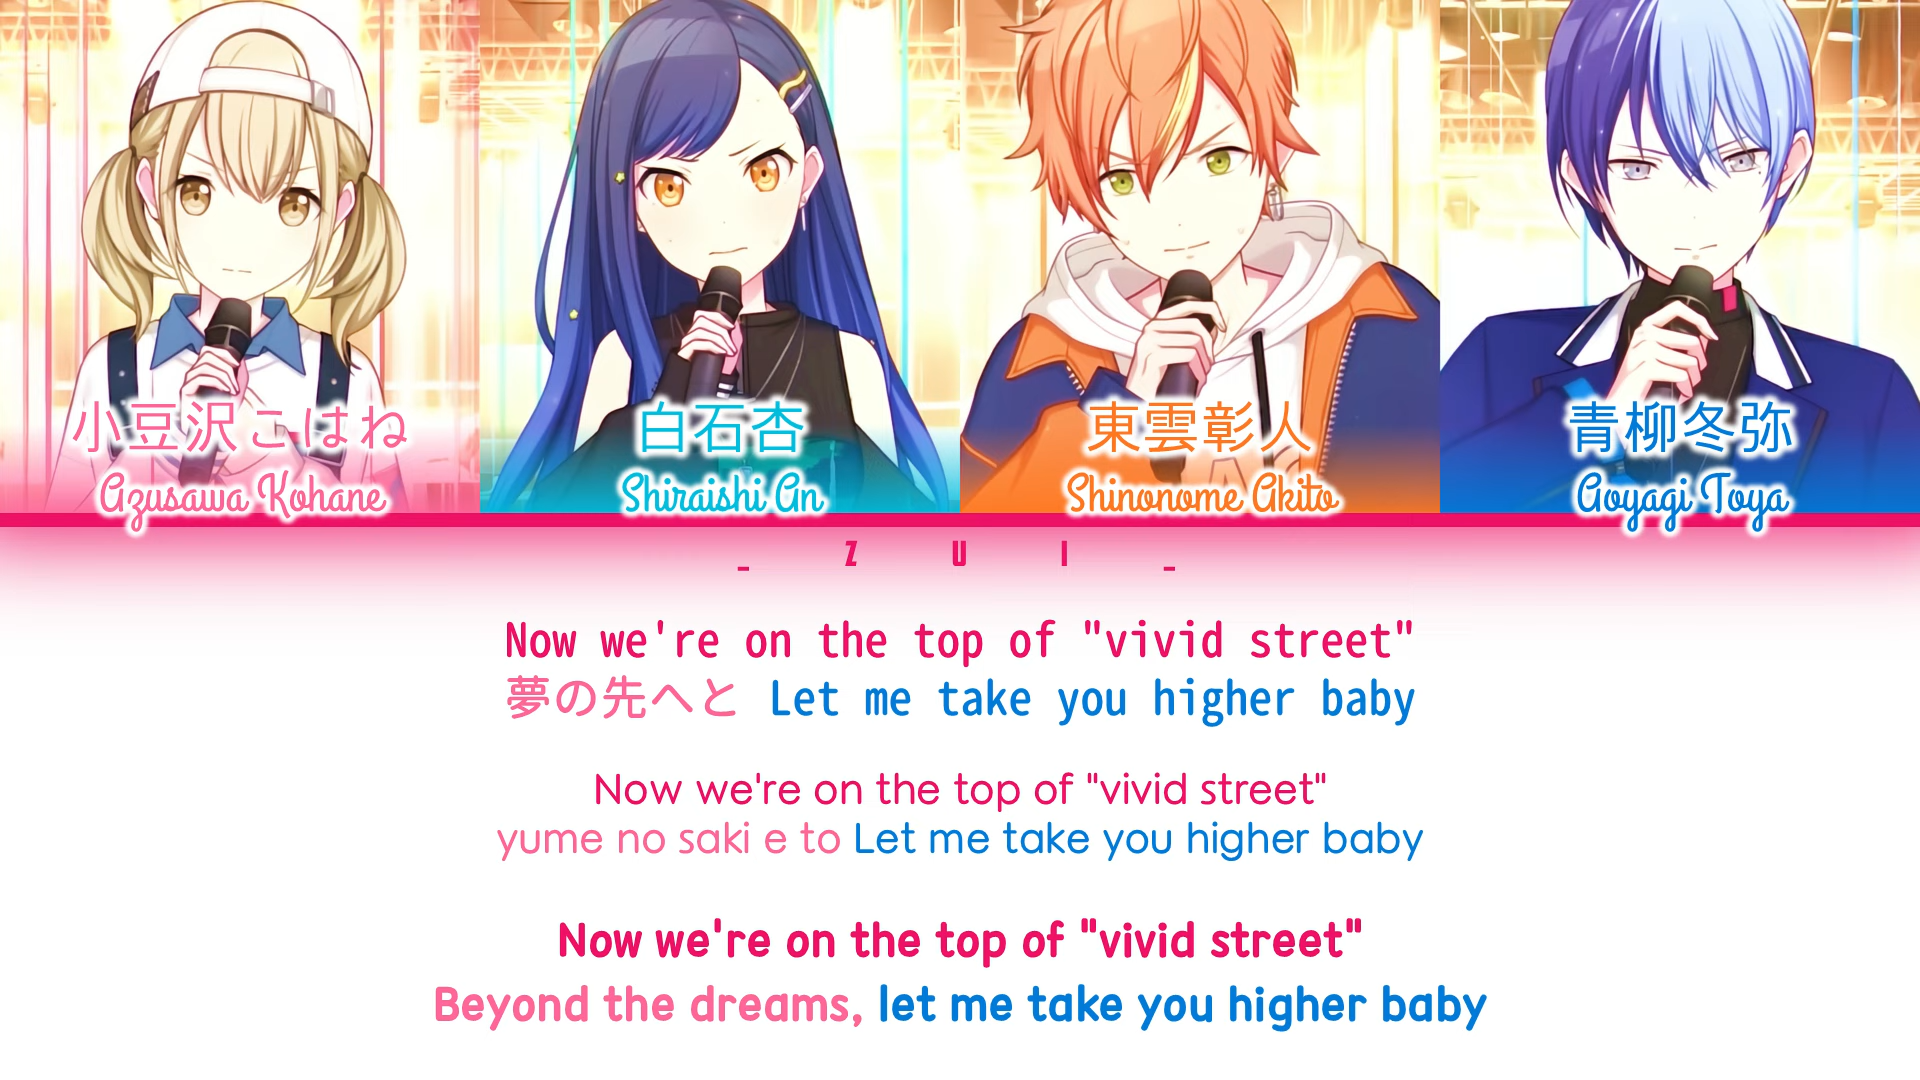 小豆沢こはね
Azusawa Kohane
白石杏
Shiraishi An
東雲彰人
Shinonome Akito
青柳冬弥
Aoyagi Toya
_ Z U I _
Now we're on the top of "vivid street"
夢の先へと Let me take you higher baby
Now we're on the top of "vivid street"
yume no saki e to Let me take you higher baby
Now we're on the top of "vivid street"
Beyond the dreams, let me take you higher baby